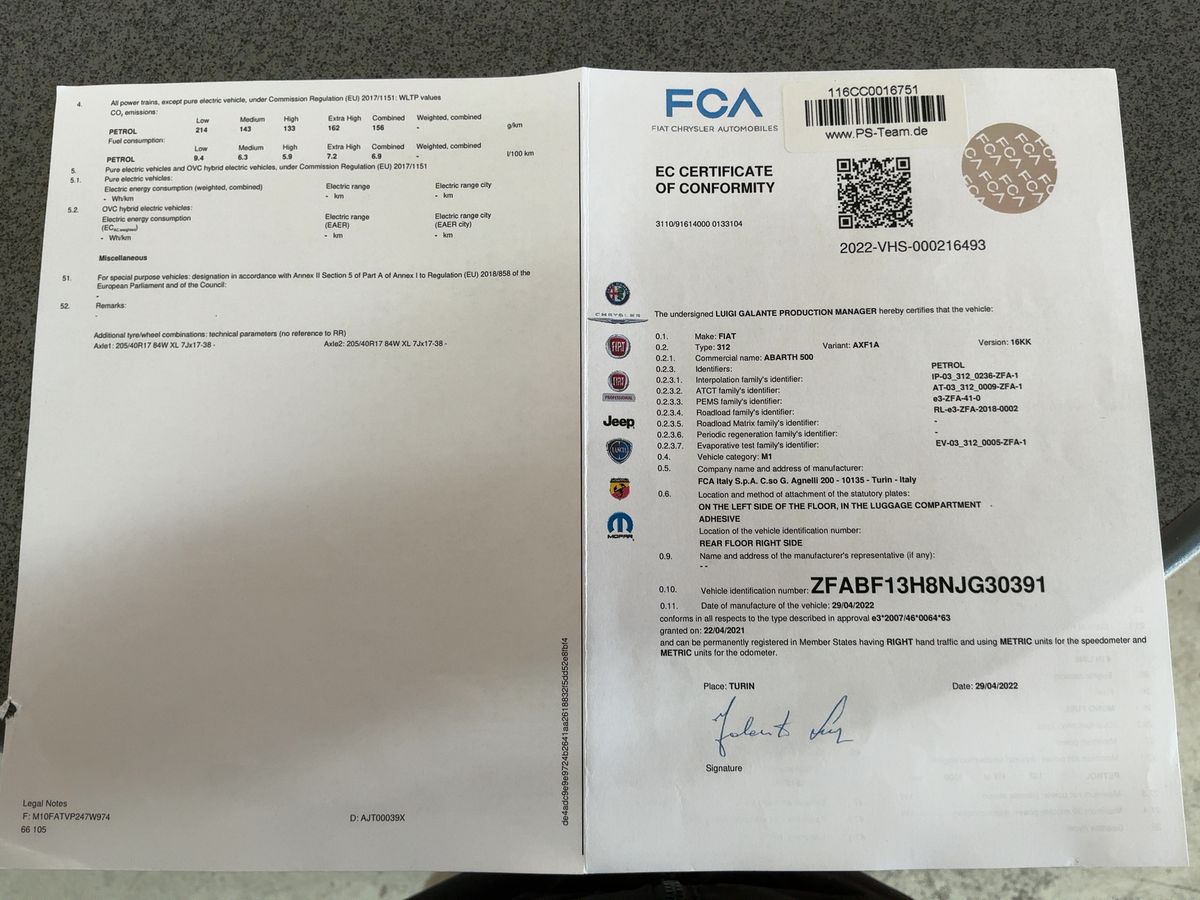 4. All power trains, except pure electric vehicle, under Commission Regulation (EU) 2017/1151: WLTP values
CO2 emissions:
Low Medium High Extra High Combined Weighted, combined
PETROL 214 143 133 162 156 - g/km
Fuel consumption:
Low Medium High Extra High Combined Weighted, combined
PETROL 9.4 6.3 5.9 7.2 6.9 - l/100 km
5. Pure electric vehicles and OVC hybrid electric vehicles, under Commission Regulation (EU) 2017/1151
5.1. Pure electric vehicles:
Electric energy consumption (weighted, combined) Electric range Electric range city
- Wh/km - km - km
5.2. OVC hybrid electric vehicles:
Electric energy consumption Electric range Electric range city
(ECAC,weighted) (EAER) (EAER city)
- Wh/km - km - km
Miscellaneous
51. For special purpose vehicles: designation in accordance with Annex II Section 5 of Part A of Annex I to Regulation (EU) 2018/858 of the
European Parliament and of the Council:
-
52. Remarks:
-
Additional tyre/wheel combinations: technical parameters (no reference to RR)
Axle1: 205/40R17 84W XL 7Jx17-38 - Axle2: 205/40R17 84W XL 7Jx17-38 -
Legal Notes
F: M10FATVP247W974 D: AJT00039X
66 105
FCA
FIAT CHRYSLER AUTOMOBILES
116CC0016751
www.PS-Team.de
EC CERTIFICATE
OF CONFORMITY
3110/91614000 0133104
2022-VHS-000216493
CHRYSLER
FIAT
FIAT
PROFESSIONAL
Jeep
LANCIA
MOPAR
The undersigned LUIGI GALANTE PRODUCTION MANAGER hereby certifies that the vehicle:
0.1. Make: FIAT
0.2. Type: 312 Variant: AXF1A Version: 16KK
0.2.1. Commercial name: ABARTH 500
0.2.3. Identifiers: PETROL
0.2.3.1. Interpolation family's identifier: IP-03_312_0236-ZFA-1
0.2.3.2. ATCT family's identifier: AT-03_312_0009-ZFA-1
0.2.3.3. PEMS family's identifier: e3-ZFA-41-0
0.2.3.4. Roadload family's identifier: RL-e3-ZFA-2018-0002
0.2.3.5. Roadload Matrix family's identifier: -
0.2.3.6. Periodic regeneration family's identifier: -
0.2.3.7. Evaporative test family's identifier: EV-03_312_0005-ZFA-1
0.4. Vehicle category: M1
0.5. Company name and address of manufacturer:
FCA Italy S.p.A. C.so G. Agnelli 200 - 10135 - Turin - Italy
0.6. Location and method of attachment of the statutory plates:
ON THE LEFT SIDE OF THE FLOOR, IN THE LUGGAGE COMPARTMENT -
ADHESIVE
Location of the vehicle identification number:
REAR FLOOR RIGHT SIDE
0.9. Name and address of the manufacturer's representative (if any):
- -
0.10. Vehicle identification number: ZFABF13H8NJG30391
0.11. Date of manufacture of the vehicle: 29/04/2022
conforms in all respects to the type described in approval e3*2007/46*0064*63
granted on: 22/04/2021
and can be permanently registered in Member States having RIGHT hand traffic and using METRIC units for the speedometer and
METRIC units for the odometer.
Place: TURIN Date: 29/04/2022
Signature